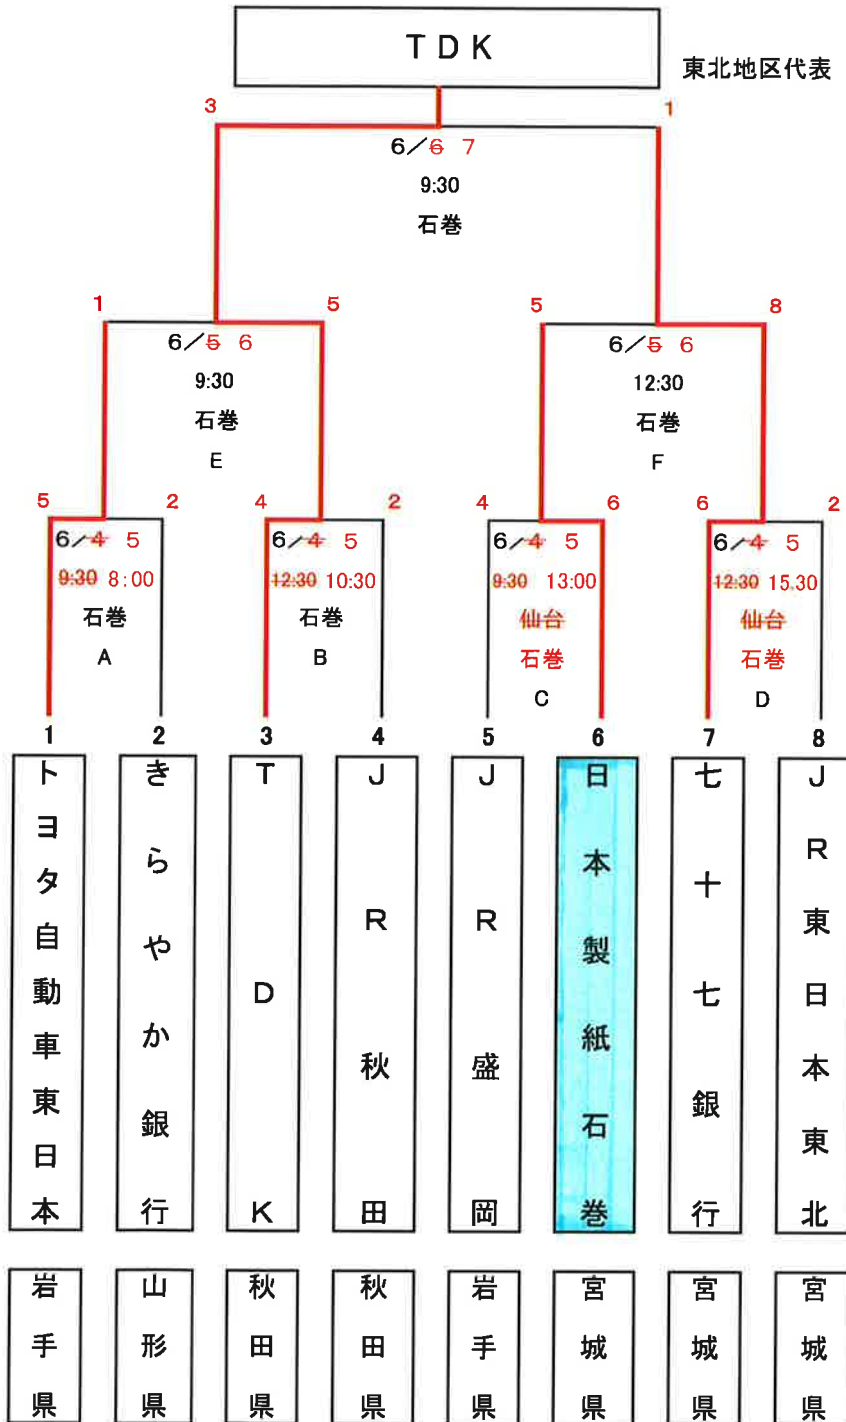 TDK
東北地区代表
3 1
6/6 7
9:30
石巻
1 5 5 8
6/5 6 6/5 6
9:30 12:30
石巻 石巻
E F
5 2 4 2 4 6 6 2
6/4 5 6/4 5 6/4 5 6/4 5
9:30 8:00 12:30 10:30 9:30 13:00 12:30 15.30
石巻 石巻 仙台 仙台
A B 石巻 石巻
C D
1 2 3 4 5 6 7 8
トヨタ自動車東日本
きらやか銀行
TDK
JR秋田
JR盛岡
日本製紙石巻
七十七銀行
JR東日本東北
岩手県
山形県
秋田県
秋田県
岩手県
宮城県
宮城県
宮城県